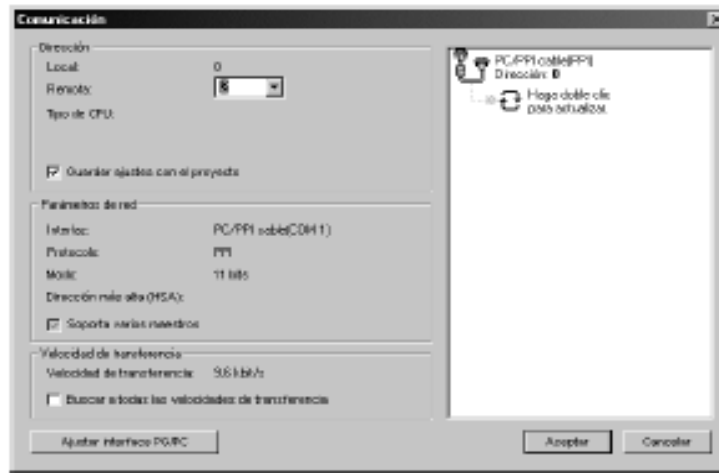 Comunicación
Dirección
Local: 0
Remota:
Tipo de CPU:
Guardar ajustes con el proyecto
Parámetros de red
Interfaz: PC/PPI cable(COM 1)
Protocolo: PPI
Modo: 11 bits
Dirección más alta (HSA):
Soporta varios maestros
Velocidad de transferencia
Velocidad de transferencia: 9,6 kbit/s
Buscar a todas las velocidades de transferencia
Ajustar interface PG/PC
PC/PPI cable(PPI)
Dirección: 0
Haga doble clic
para actualizar.
Aceptar Cancelar